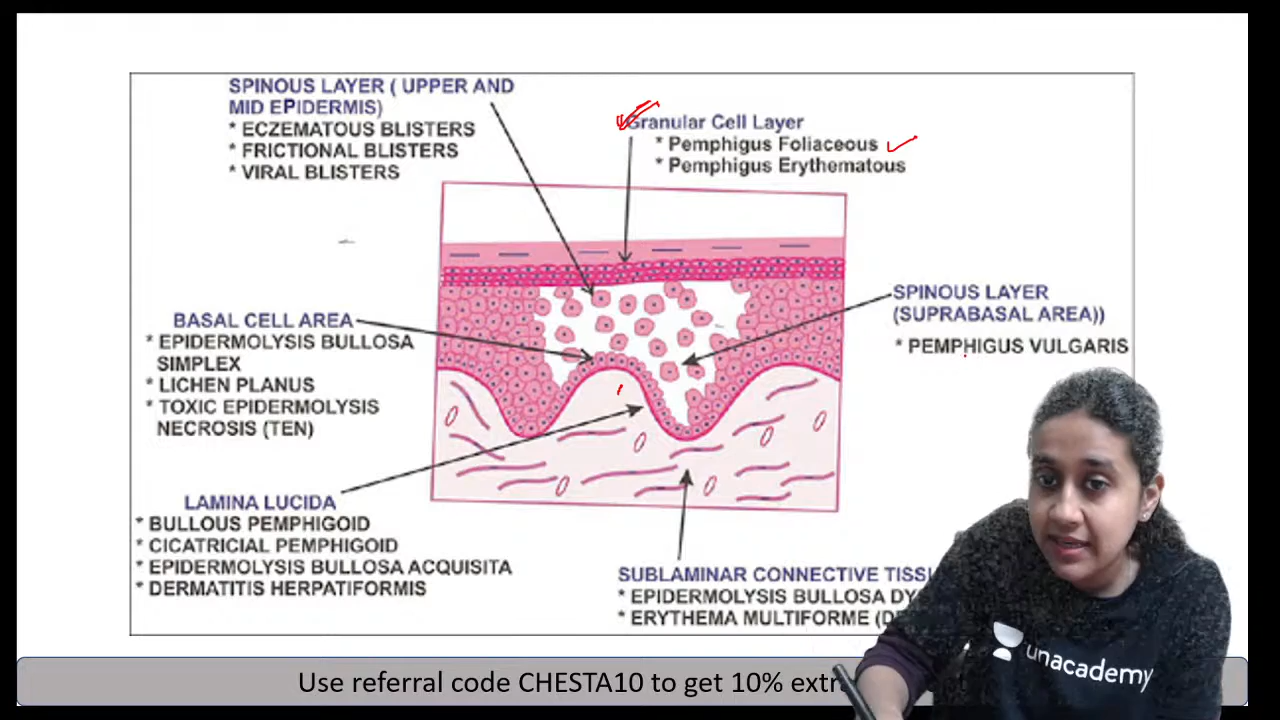 SPINOUS LAYER ( UPPER AND
MID EPIDERMIS)
* ECZEMATOUS BLISTERS
* FRICTIONAL BLISTERS
* VIRAL BLISTERS
Granular Cell Layer
* Pemphigus Foliaceous
* Pemphigus Erythematous
SPINOUS LAYER
(SUPRABASAL AREA))
* PEMPHIGUS VULGARIS
BASAL CELL AREA
* EPIDERMOLYSIS BULLOSA
SIMPLEX
* LICHEN PLANUS
* TOXIC EPIDERMOLYSIS
NECROSIS (TEN)
LAMINA LUCIDA
* BULLOUS PEMPHIGOID
* CICATRICIAL PEMPHIGOID
* EPIDERMOLYSIS BULLOSA ACQUISITA
* DERMATITIS HERPATIFORMIS
SUBLAMINAR CONNECTIVE
* EPIDERMOLYSIS BULLOSA
* ERYTHEMA MULTIFORME
unacademy
Use referral code CHESTA10 to get 10%